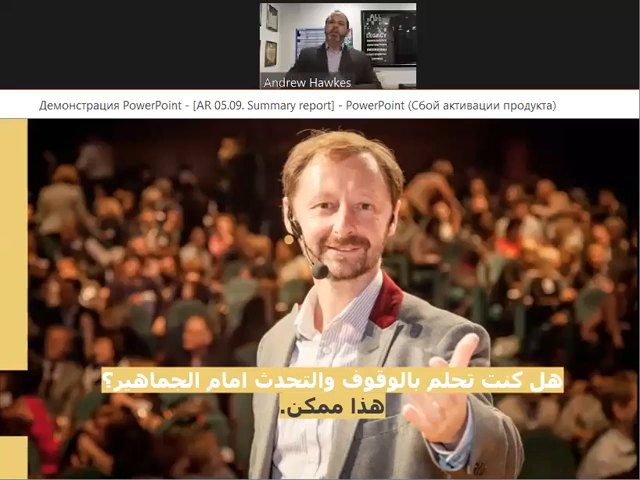 Andrew Hawkes
Демонстрация PowerPoint - [AR 05.09. Summary report] - PowerPoint (Сбой активации продукта)
هل كنت تحلم بالوقوف والتحدث امام الجماهير؟
هذا ممكن.